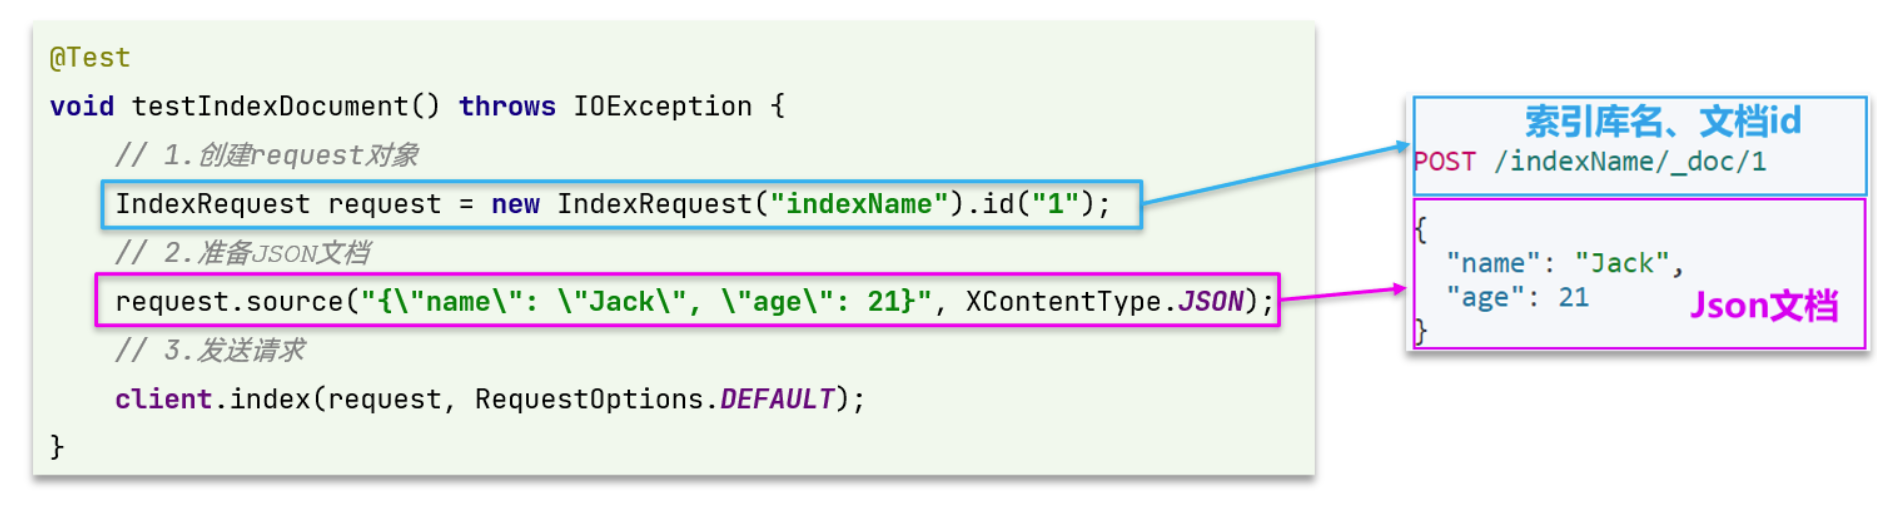 @Test
void testIndexDocument() throws IOException {
// 1.创建request对象
IndexRequest request = new IndexRequest("indexName").id("1");
// 2.准备JSON文档
request.source("{\"name\": \"Jack\", \"age\": 21}", XContentType.JSON);
// 3.发送请求
client.index(request, RequestOptions.DEFAULT);
}
索引库名、文档id
POST /indexName/_doc/1
{
"name": "Jack",
"age": 21
Json文档
}